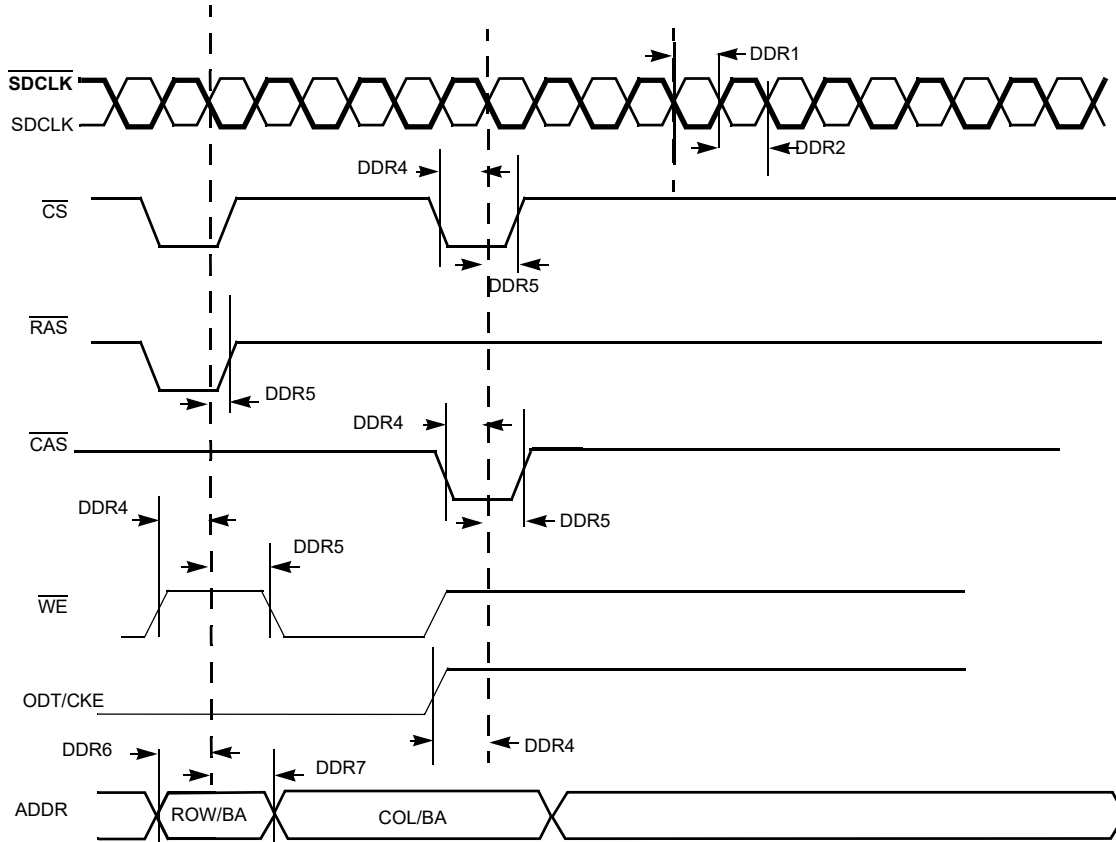 DDR1
SDCLK
SDCLK
DDR2
DDR4
CS
DDR5
RAS
DDR5
DDR4
CAS
DDR4
DDR5
DDR5
WE
ODT/CKE
DDR6
DDR4
DDR7
ADDR
ROW/BA
COL/BA